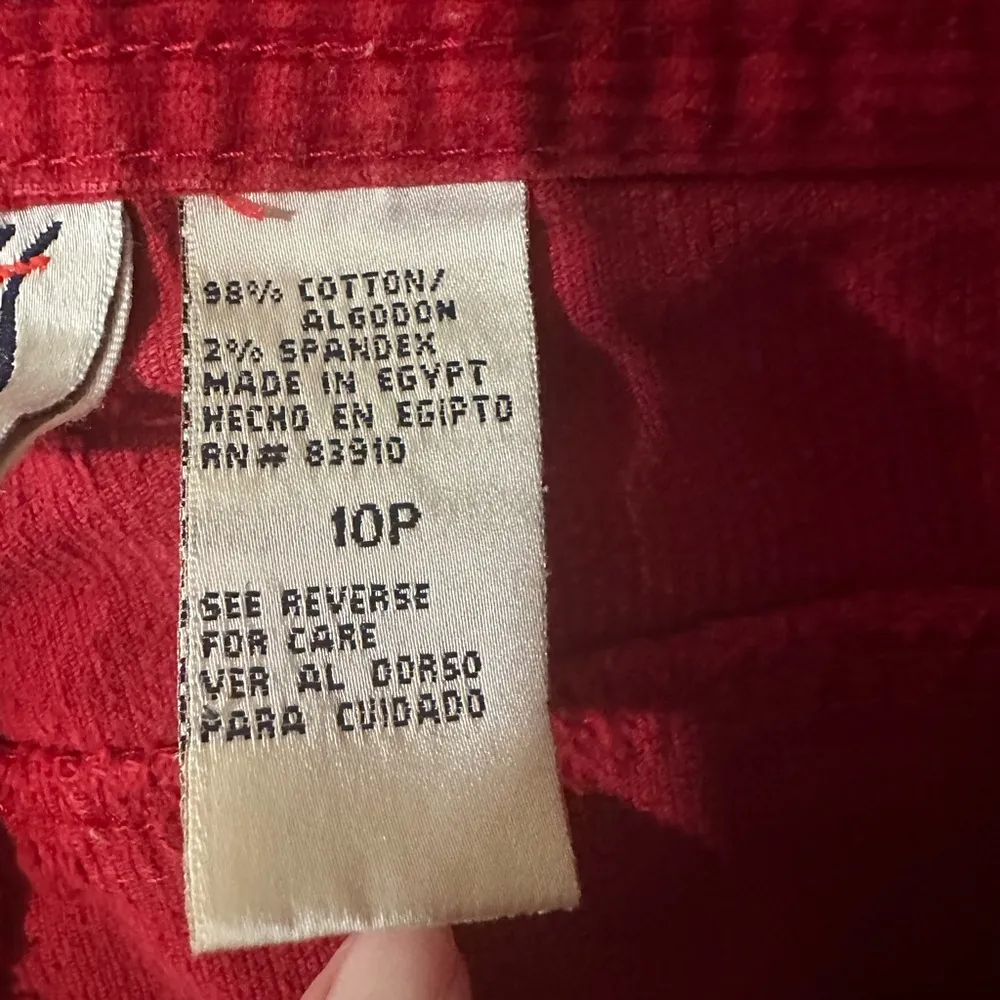 98% COTTON/
ALGODON
2% SPANDEX
MADE IN EGYPT
HECHO EN EGIPTO
RN# 83910
10P
SEE REVERSE
FOR CARE
VER AL DORSO
PARA CUIDADO